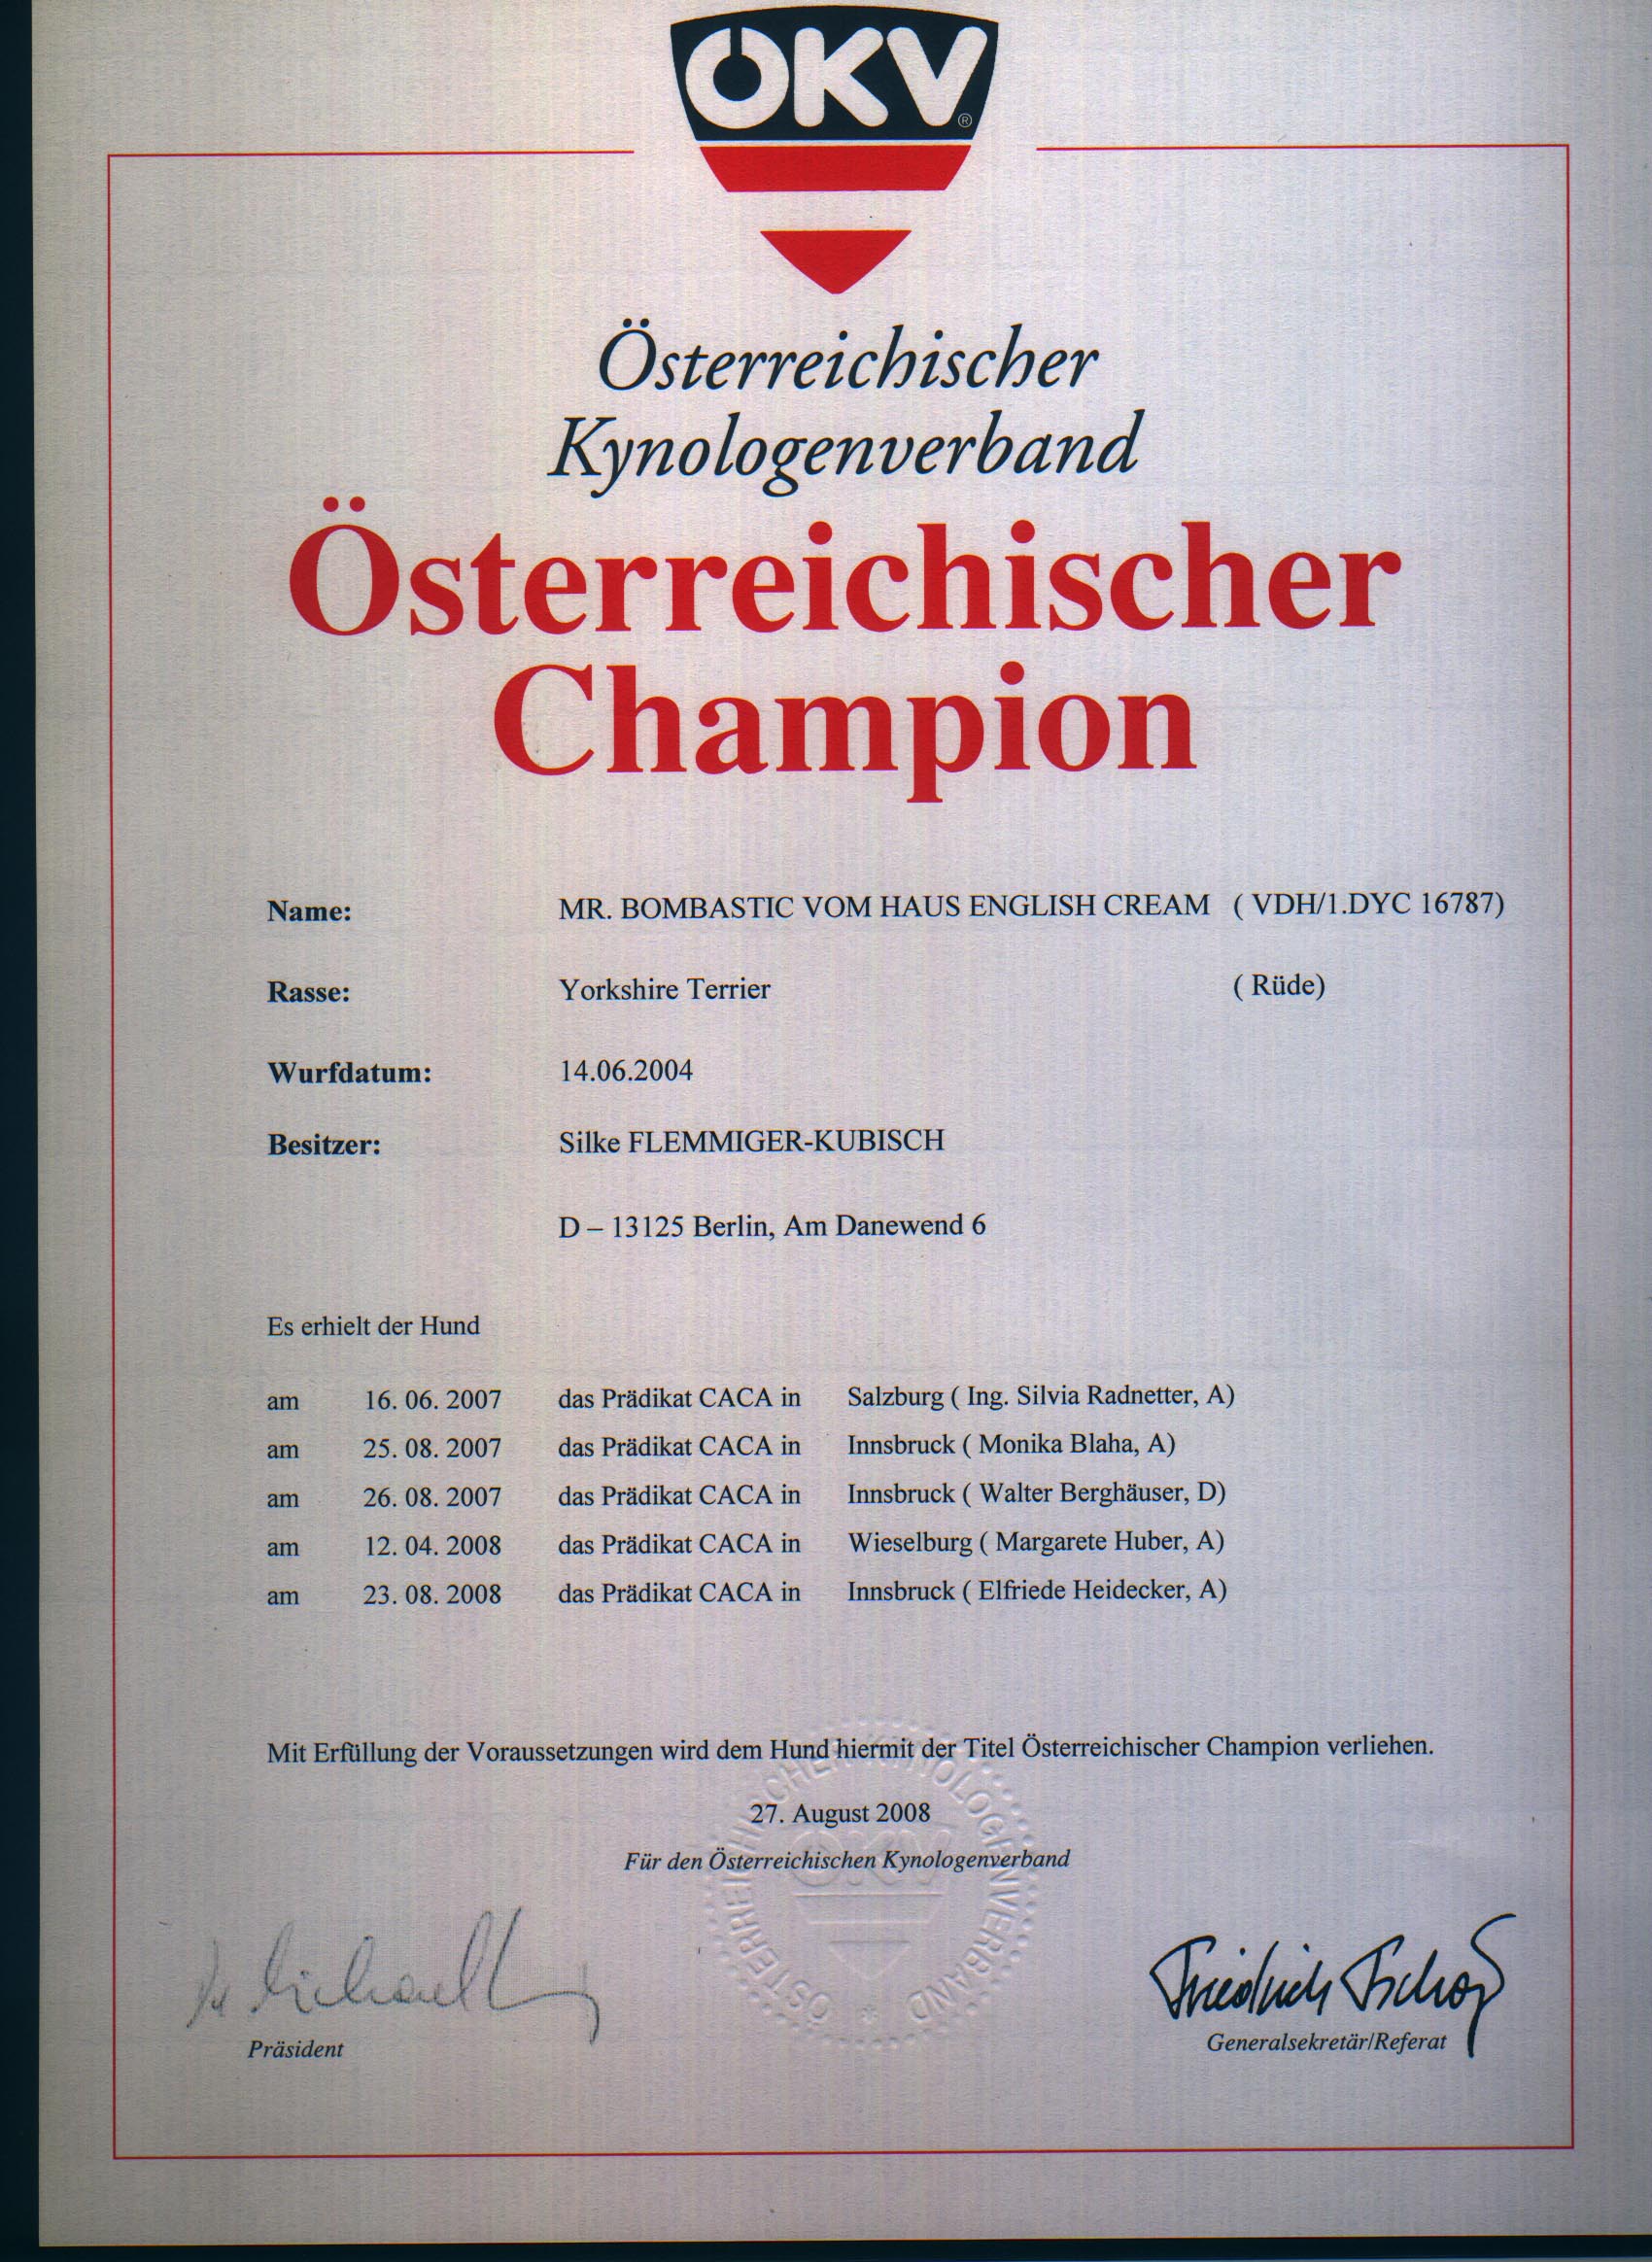 ÖKV®
Österreichischer
Kynologenverband
Österreichischer
Champion
Name: MR. BOMBASTIC VOM HAUS ENGLISH CREAM ( VDH/1.DYC 16787)
Rasse: Yorkshire Terrier ( Rüde)
Wurfdatum: 14.06.2004
Besitzer: Silke FLEMMIGER-KUBISCH
D – 13125 Berlin, Am Danewend 6
Es erhielt der Hund
am 16. 06. 2007 das Prädikat CACA in Salzburg ( Ing. Silvia Radnetter, A)
am 25. 08. 2007 das Prädikat CACA in Innsbruck ( Monika Blaha, A)
am 26. 08. 2007 das Prädikat CACA in Innsbruck ( Walter Berghäuser, D)
am 12. 04. 2008 das Prädikat CACA in Wieselburg ( Margarete Huber, A)
am 23. 08. 2008 das Prädikat CACA in Innsbruck ( Elfriede Heidecker, A)
Mit Erfüllung der Voraussetzungen wird dem Hund hiermit der Titel Österreichischer Champion verliehen.
27. August 2008
Für den Österreichischen Kynologenverband
ÖSTERREICHISCHER KYNOLOGENVERBAND
ÖKV
Friedrich
Präsident Generalsekretär/Referat